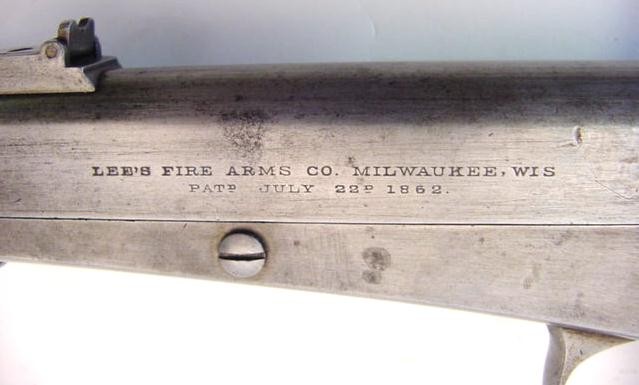 LEE'S FIRE ARMS CO. MILWAUKEE, WIS
PATD JULY 22D 1862.